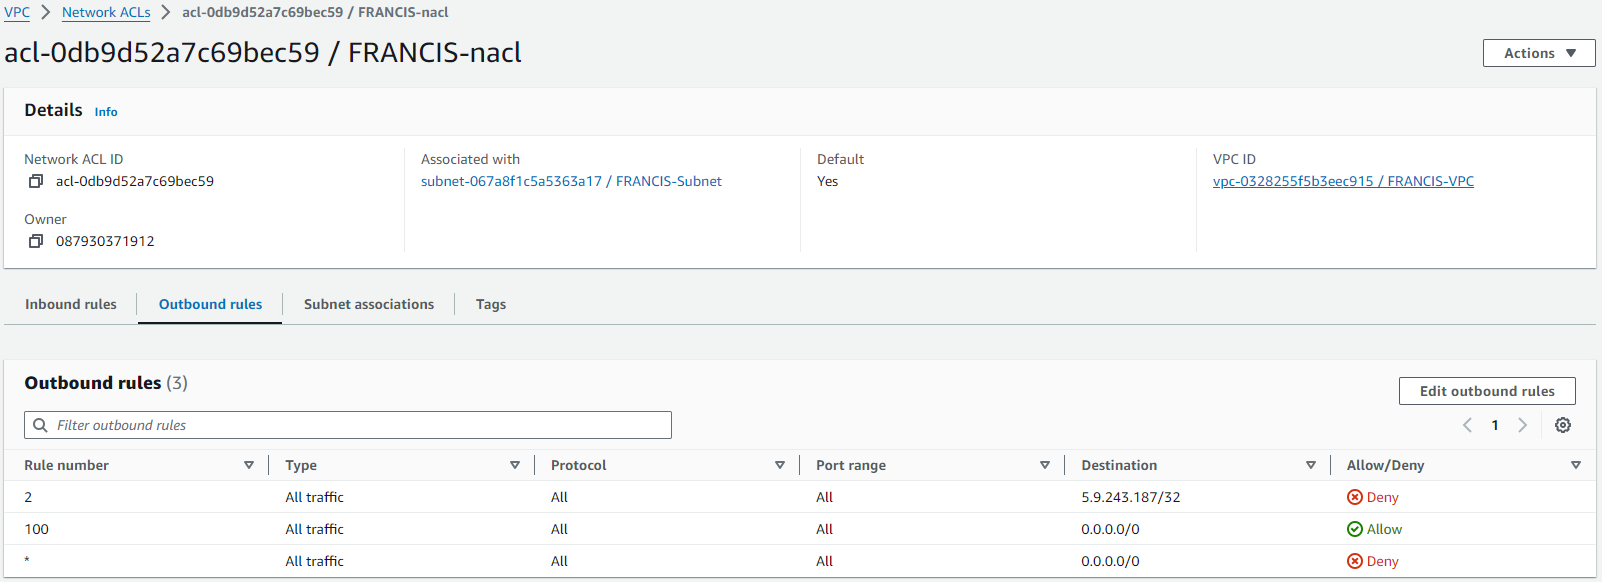 VPC > Network ACLs > acl-0db9d52a7c69bec59 / FRANCIS-nacl
acl-0db9d52a7c69bec59 / FRANCIS-nacl
Actions
Details Info
Network ACL ID Associated with Default VPC ID
acl-0db9d52a7c69bec59 subnet-067a8f1c5a5363a17 / FRANCIS-Subnet Yes vpc-0328255f5b3eec915 / FRANCIS-VPC
Owner
087930371912
Inbound rules Outbound rules Subnet associations Tags
Outbound rules (3)
Edit outbound rules
Filter outbound rules
1
Rule number Type Protocol Port range Destination Allow/Deny
2 All traffic All All 5.9.243.187/32 Deny
100 All traffic All All 0.0.0.0/0 Allow
* All traffic All All 0.0.0.0/0 Deny